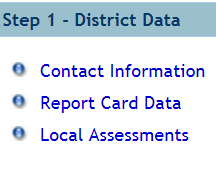 Step 1 - District Data
Contact Information
Report Card Data
Local Assessments